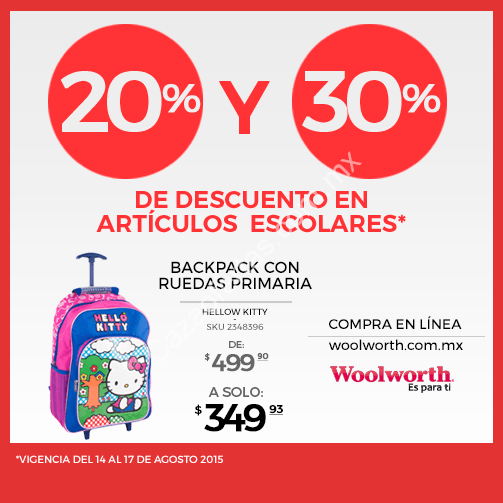 20% Y 30%
DE DESCUENTO EN
ARTÍCULOS ESCOLARES*
BACKPACK CON
RUEDAS PRIMARIA
HELLOW KITTY
-
SKU 2348396
DE:
$499.90
A SOLO:
$349.93
HELLO
KITTY
COMPRA EN LÍNEA
woolworth.com.mx
Woolworth.
Es para ti
*VIGENCIA DEL 14 AL 17 DE AGOSTO 2015